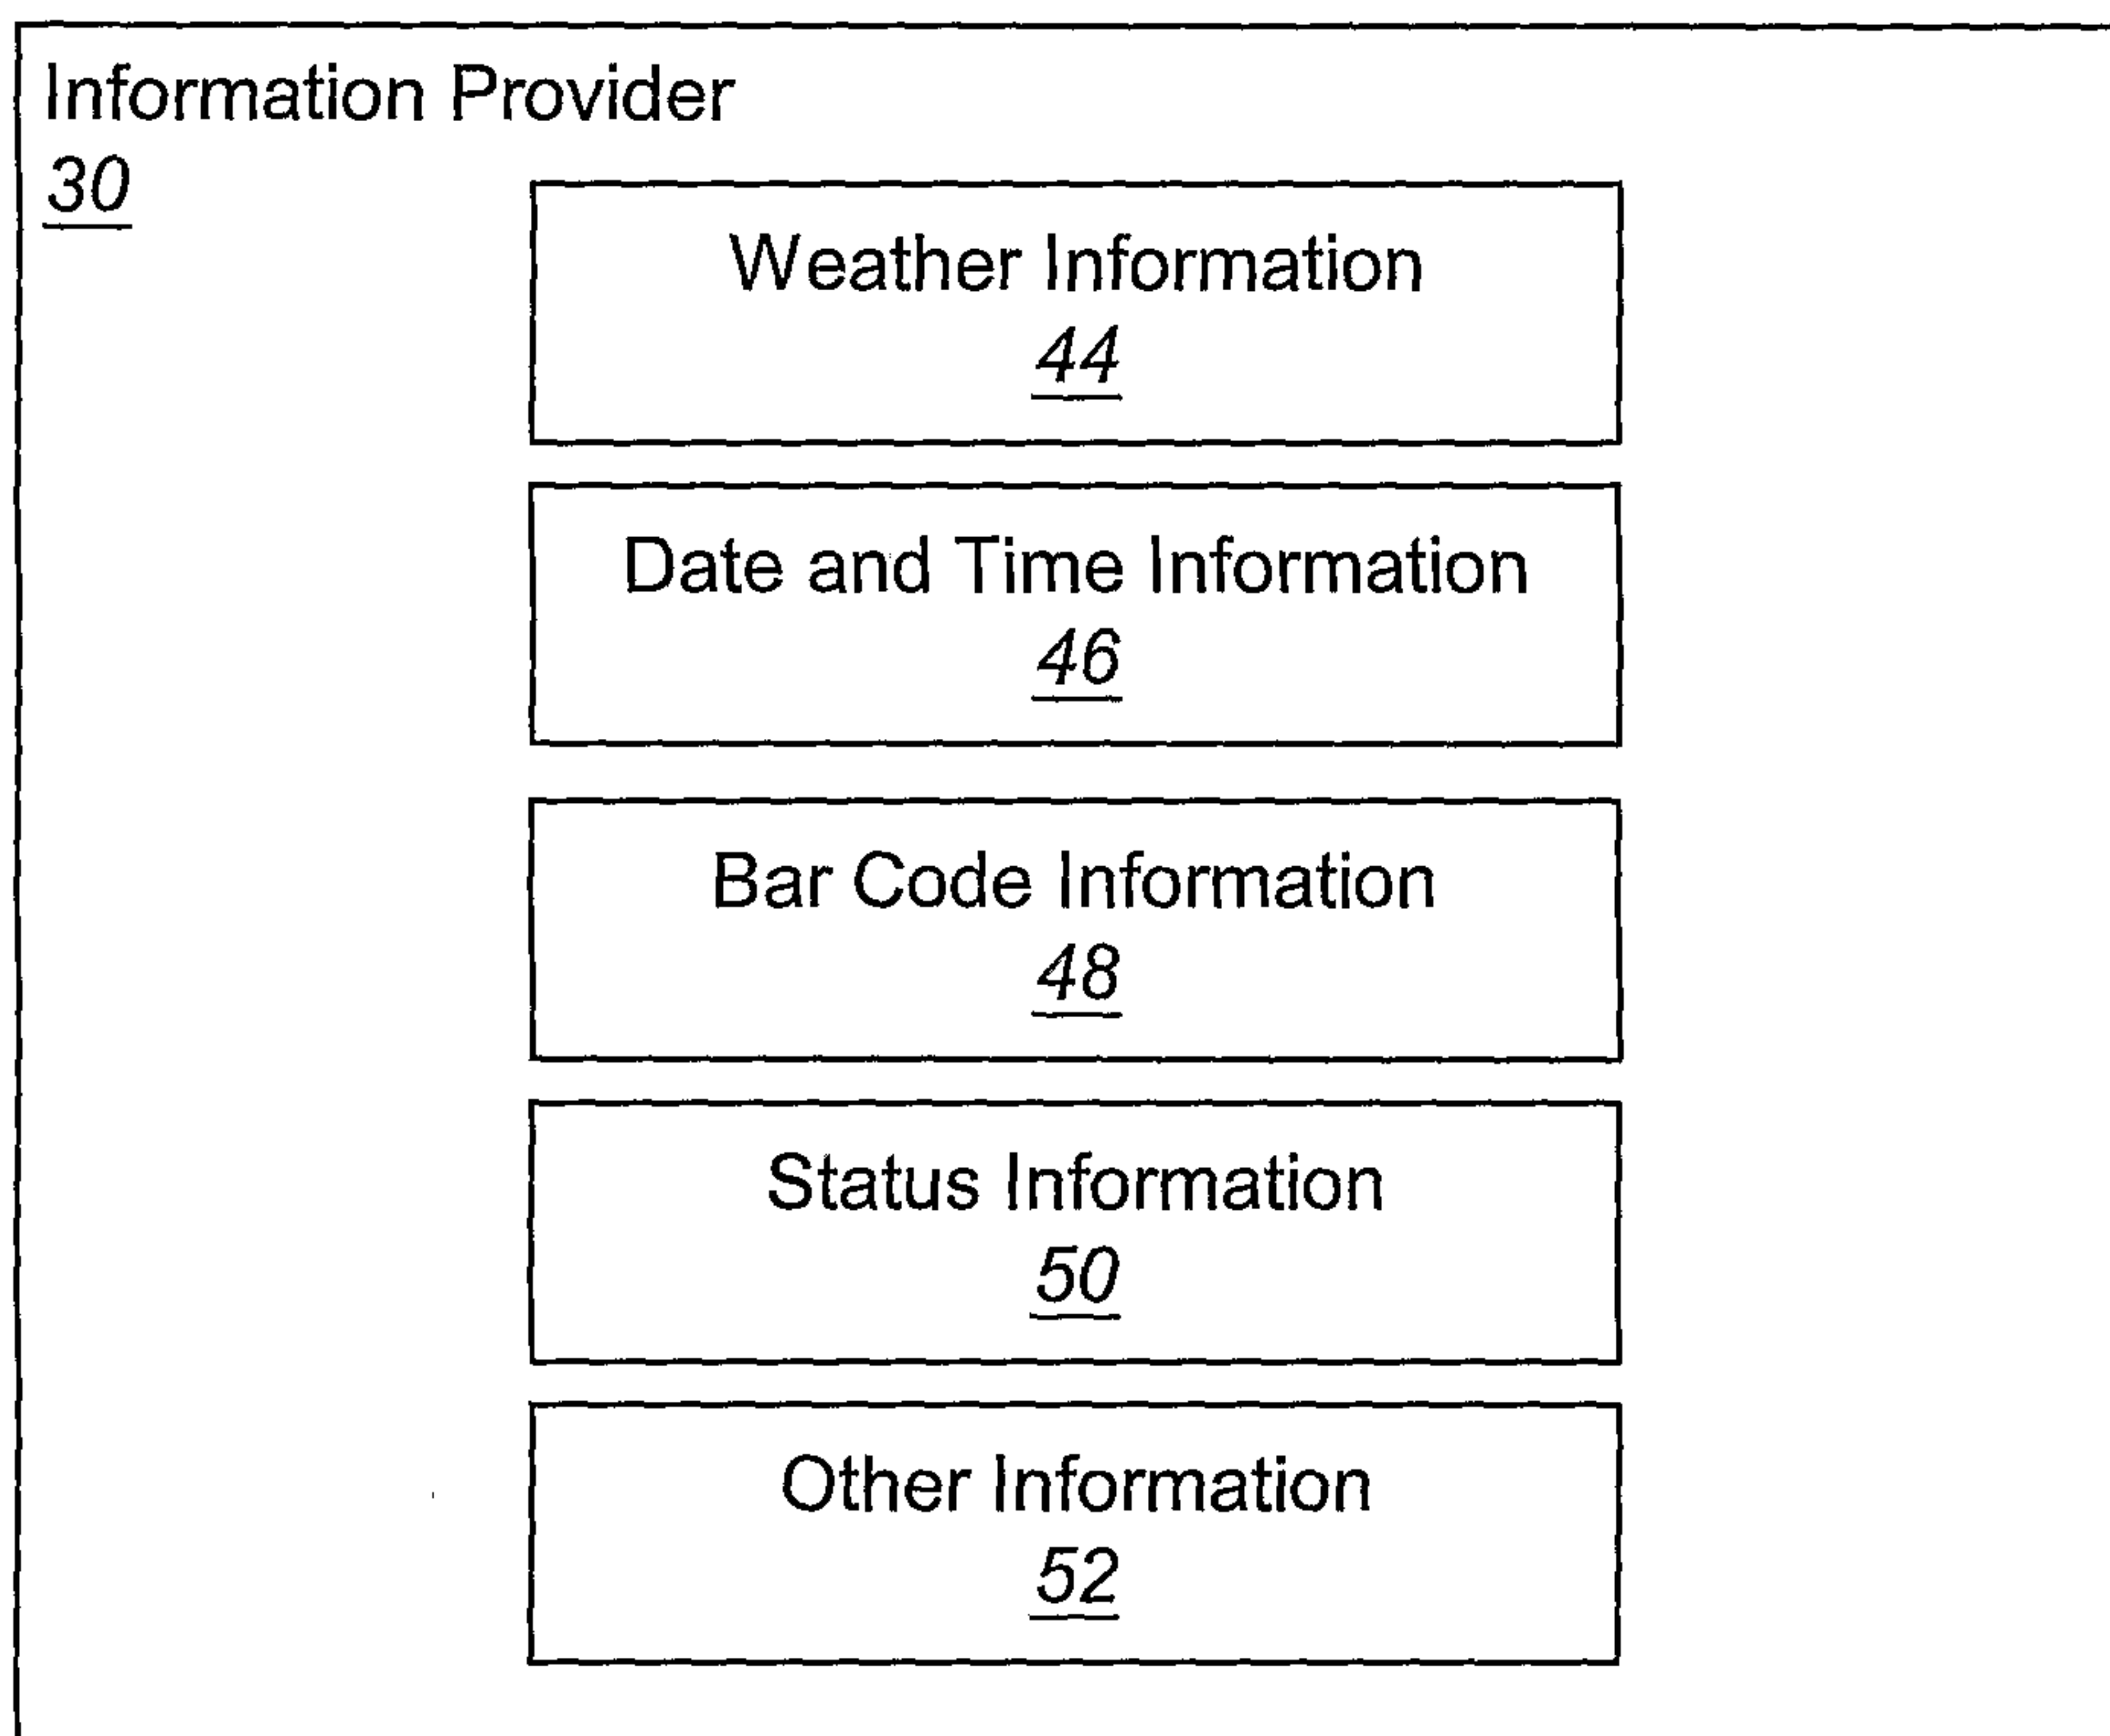 Information Provider
30
Weather Information
44
Date and Time Information
46
Bar Code Information
48
Status Information
50
Other Information
52